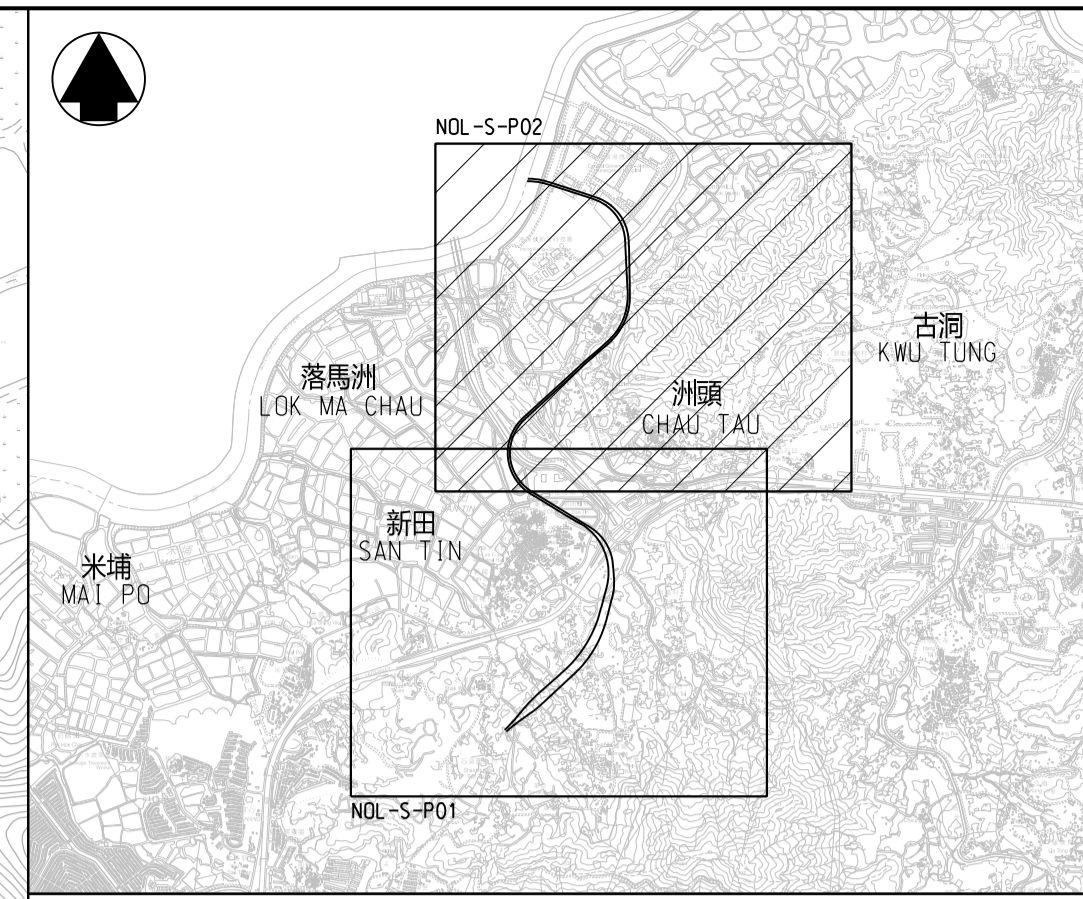 NOL-S-P02
古洞
KWU TUNG
落馬洲
LOK MA CHAU
洲頭
CHAU TAU
新田
SAN TIN
米埔
MAI PO
NOL-S-P01